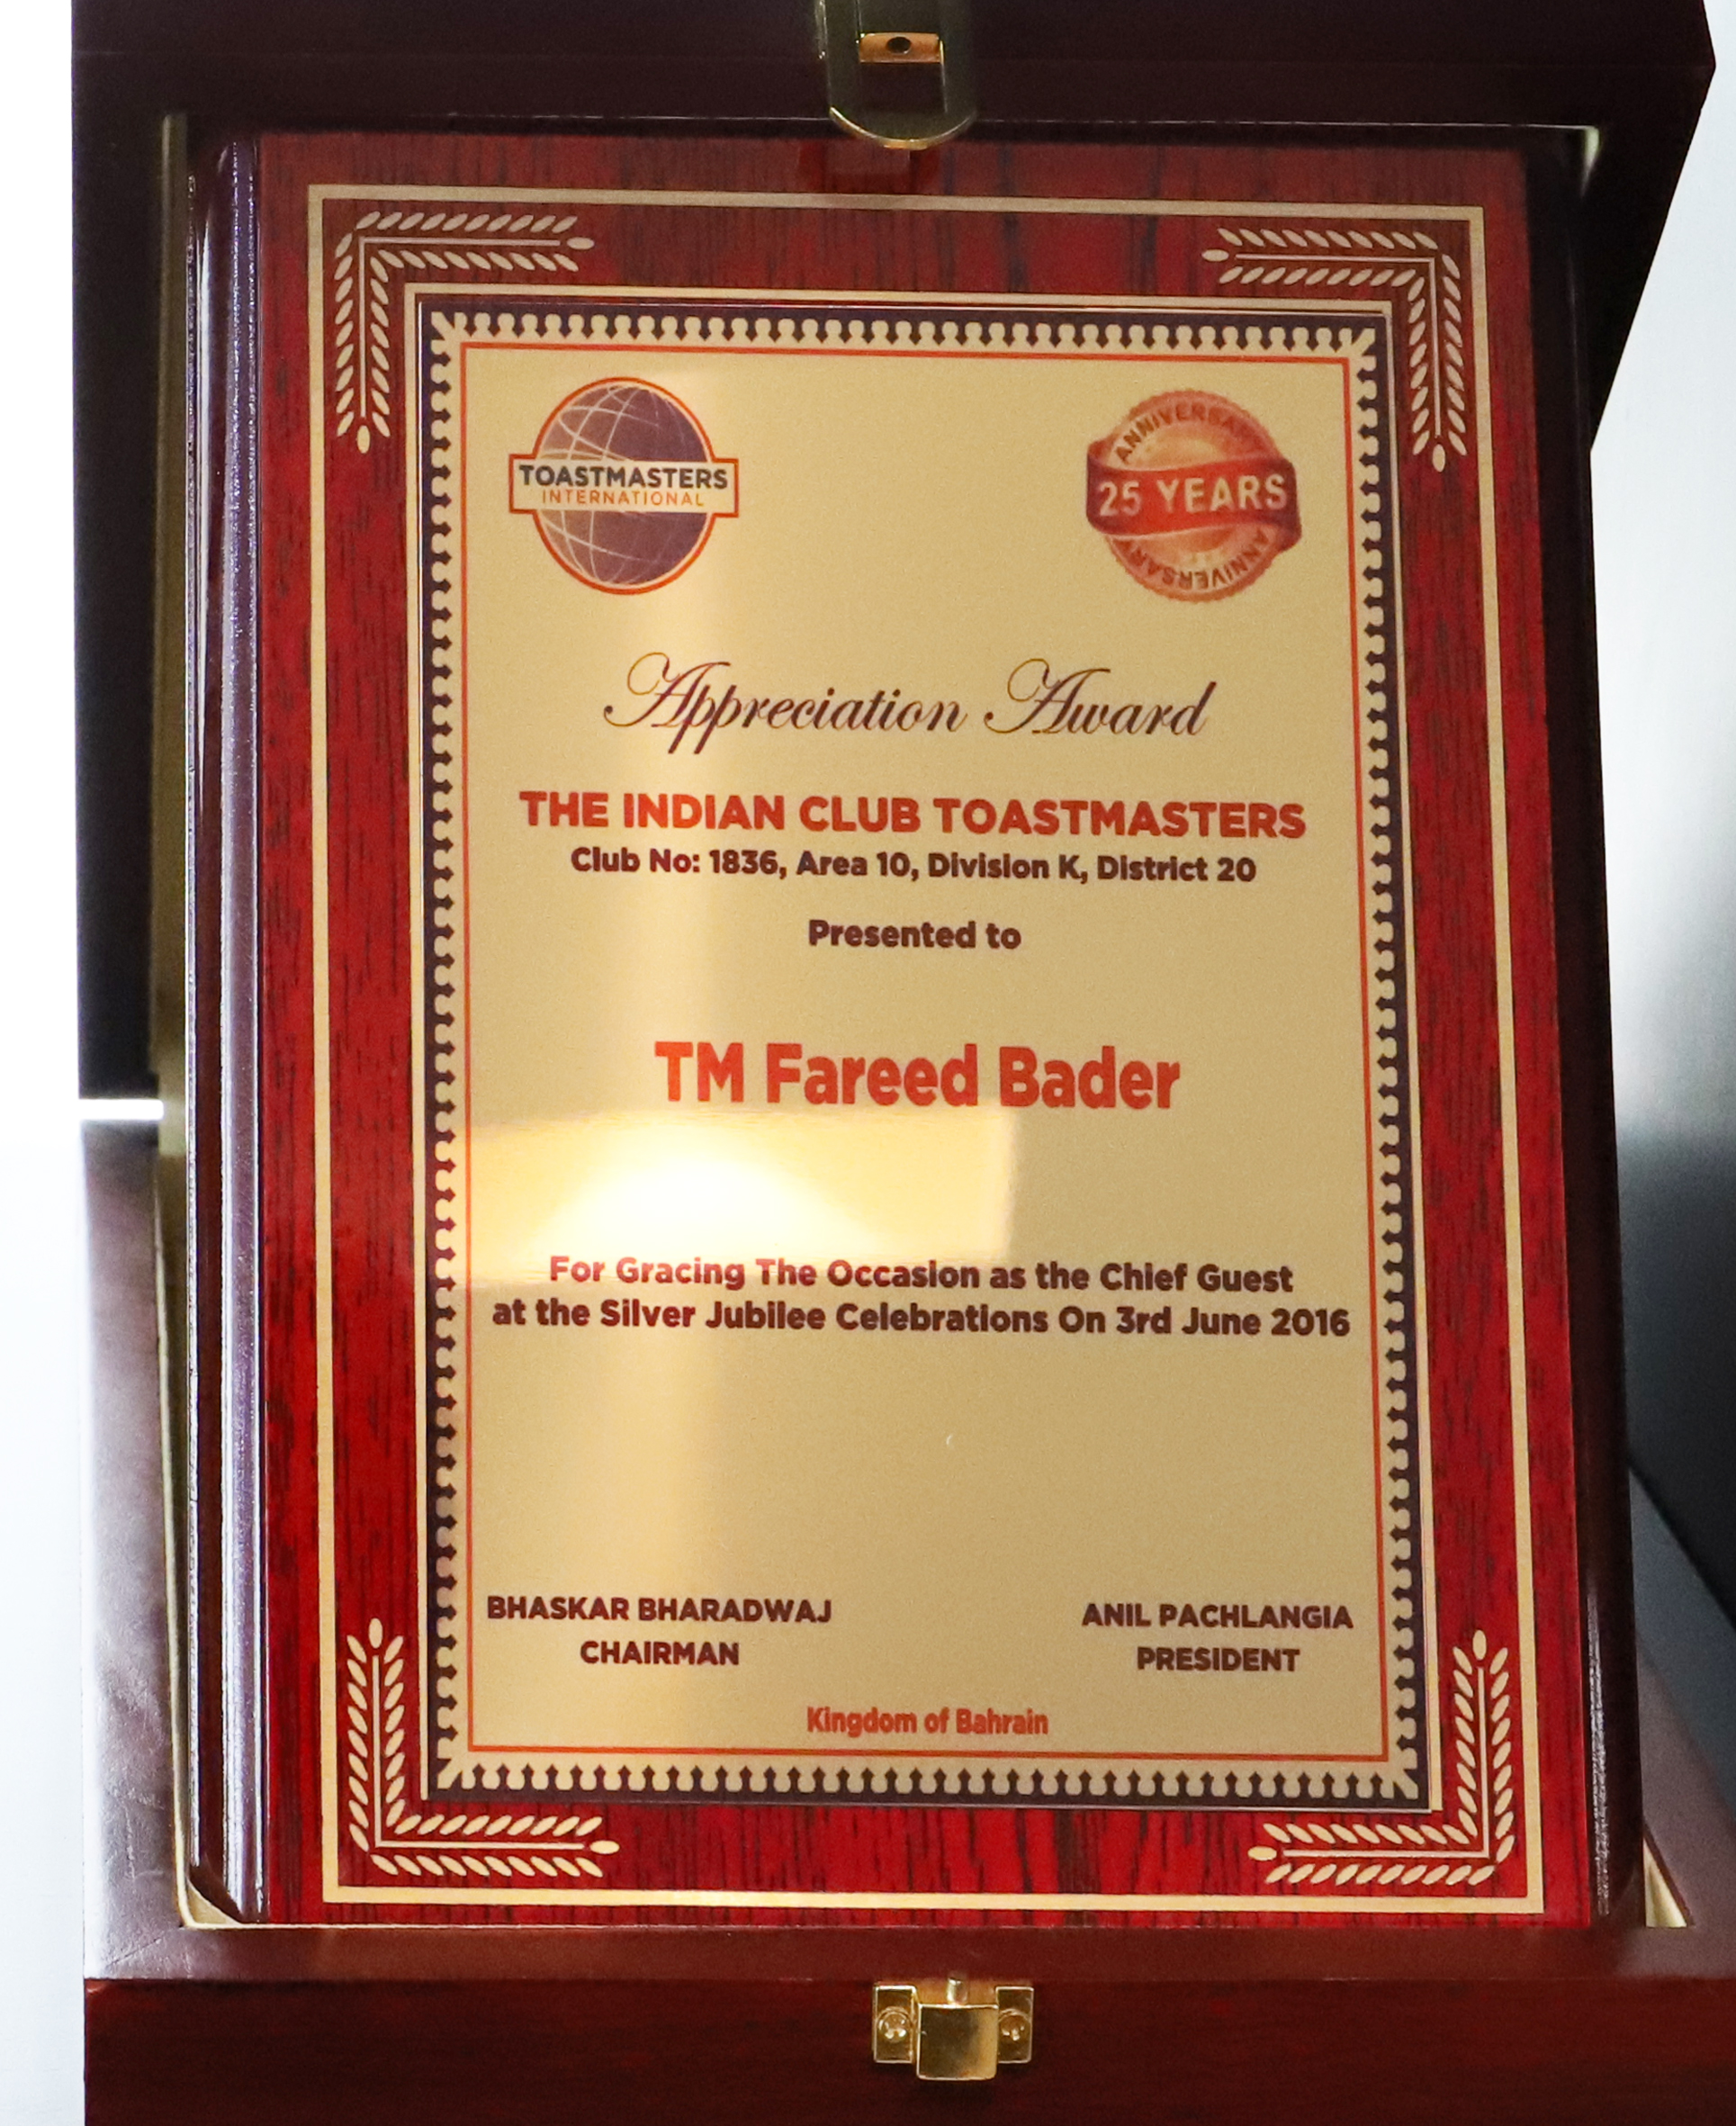 TOASTMASTERS
INTERNATIONAL
ANNIVERSARY
25 YEARS
ANNIVERSARY
Appreciation Award
THE INDIAN CLUB TOASTMASTERS
Club No: 1836, Area 10, Division K, District 20
Presented to
TM Fareed Bader
For Gracing The Occasion as the Chief Guest
at the Silver Jubilee Celebrations On 3rd June 2016
BHASKAR BHARADWAJ
CHAIRMAN
ANIL PACHLANGIA
PRESIDENT
Kingdom of Bahrain